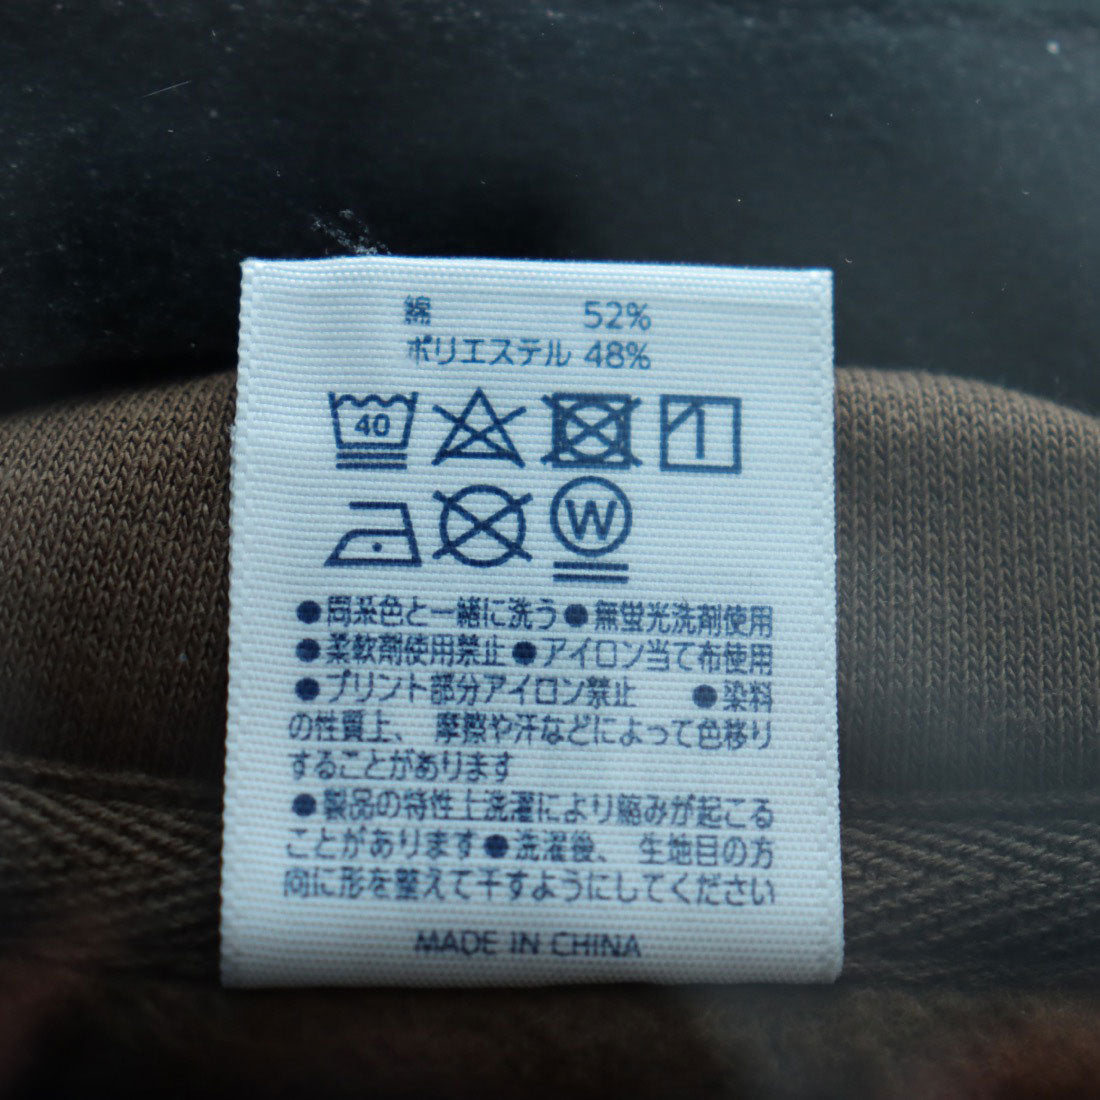 綿 52%
ポリエステル 48%
40
W
●同系色と一緒に洗う●無蛍光洗剤使用
●柔軟剤使用禁止●アイロン当て布使用
●プリント部分アイロン禁止 ●染料
の性質上、摩擦や汗などによって色移り
することがあります
●製品の特性上洗濯により縮みが起こる
ことがあります●洗濯後、生地目の方
向に形を整えて干すようにしてください
MADE IN CHINA